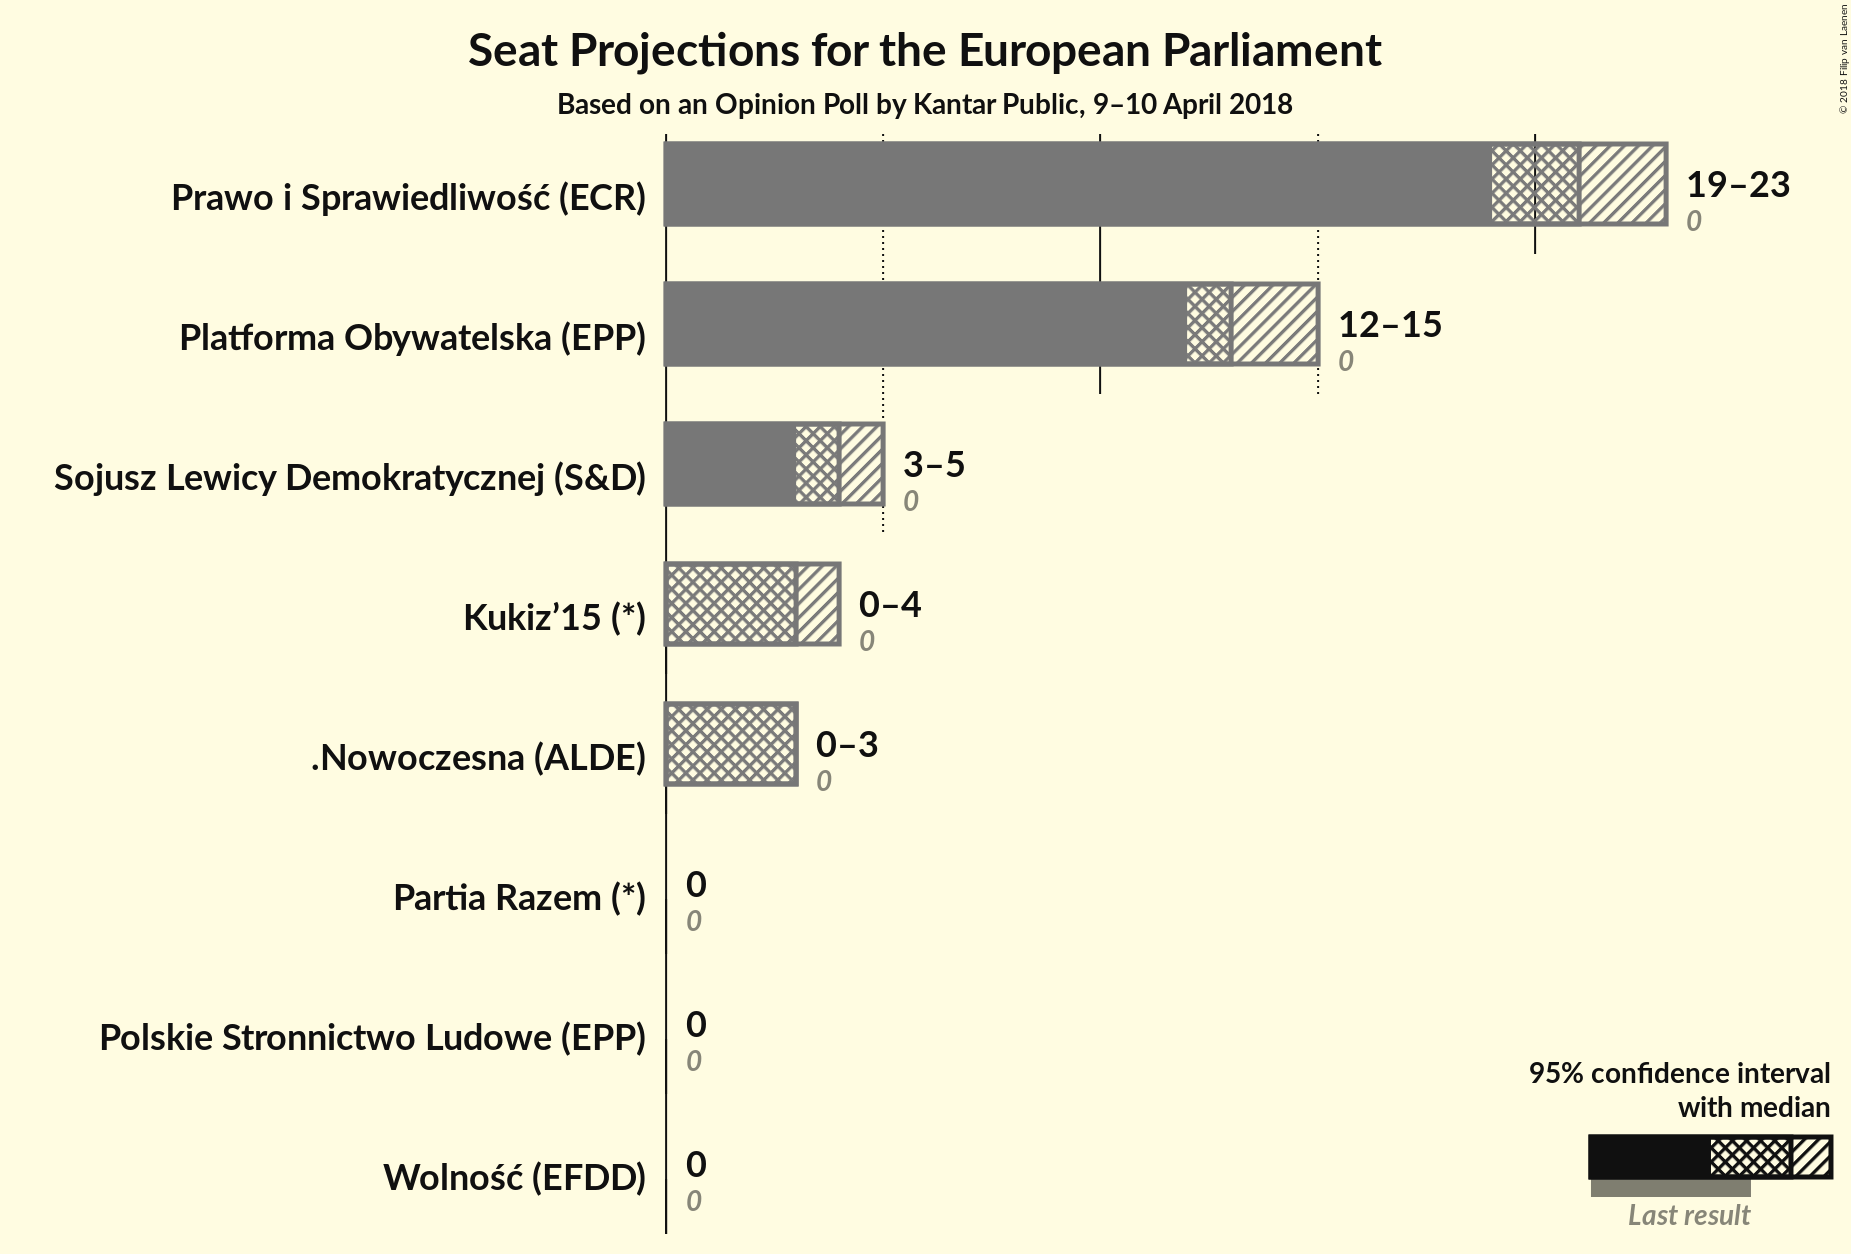 Seat Projections for the European Parliament
Based on an Opinion Poll by Kantar Public, 9–10 April 2018
© 2018 Filip van Laenen
Prawo i Sprawiedliwość (ECR)
19–23
0
Platforma Obywatelska (EPP)
12–15
0
Sojusz Lewicy Demokratycznej (S&D)
3–5
0
Kukiz’15 (*)
0–4
0
.Nowoczesna (ALDE)
0–3
0
Partia Razem (*)
0
0
Polskie Stronnictwo Ludowe (EPP)
0
0
Wolność (EFDD)
0
0
95% confidence interval
with median
Last result